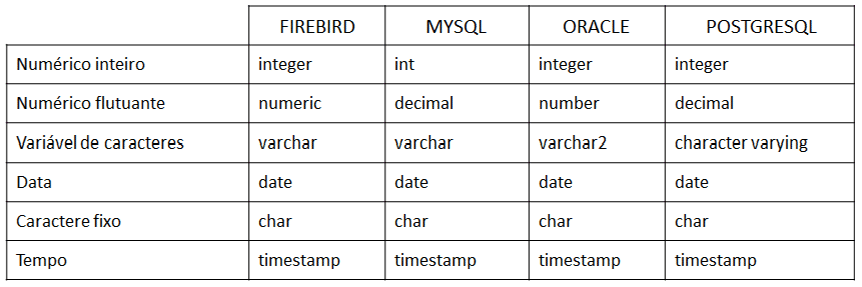 FIREBIRD MYSQL ORACLE POSTGRESQL
Numérico inteiro integer int integer integer
Numérico flutuante numeric decimal number decimal
Variável de caracteres varchar varchar varchar2 character varying
Data date date date date
Caractere fixo char char char char
Tempo timestamp timestamp timestamp timestamp